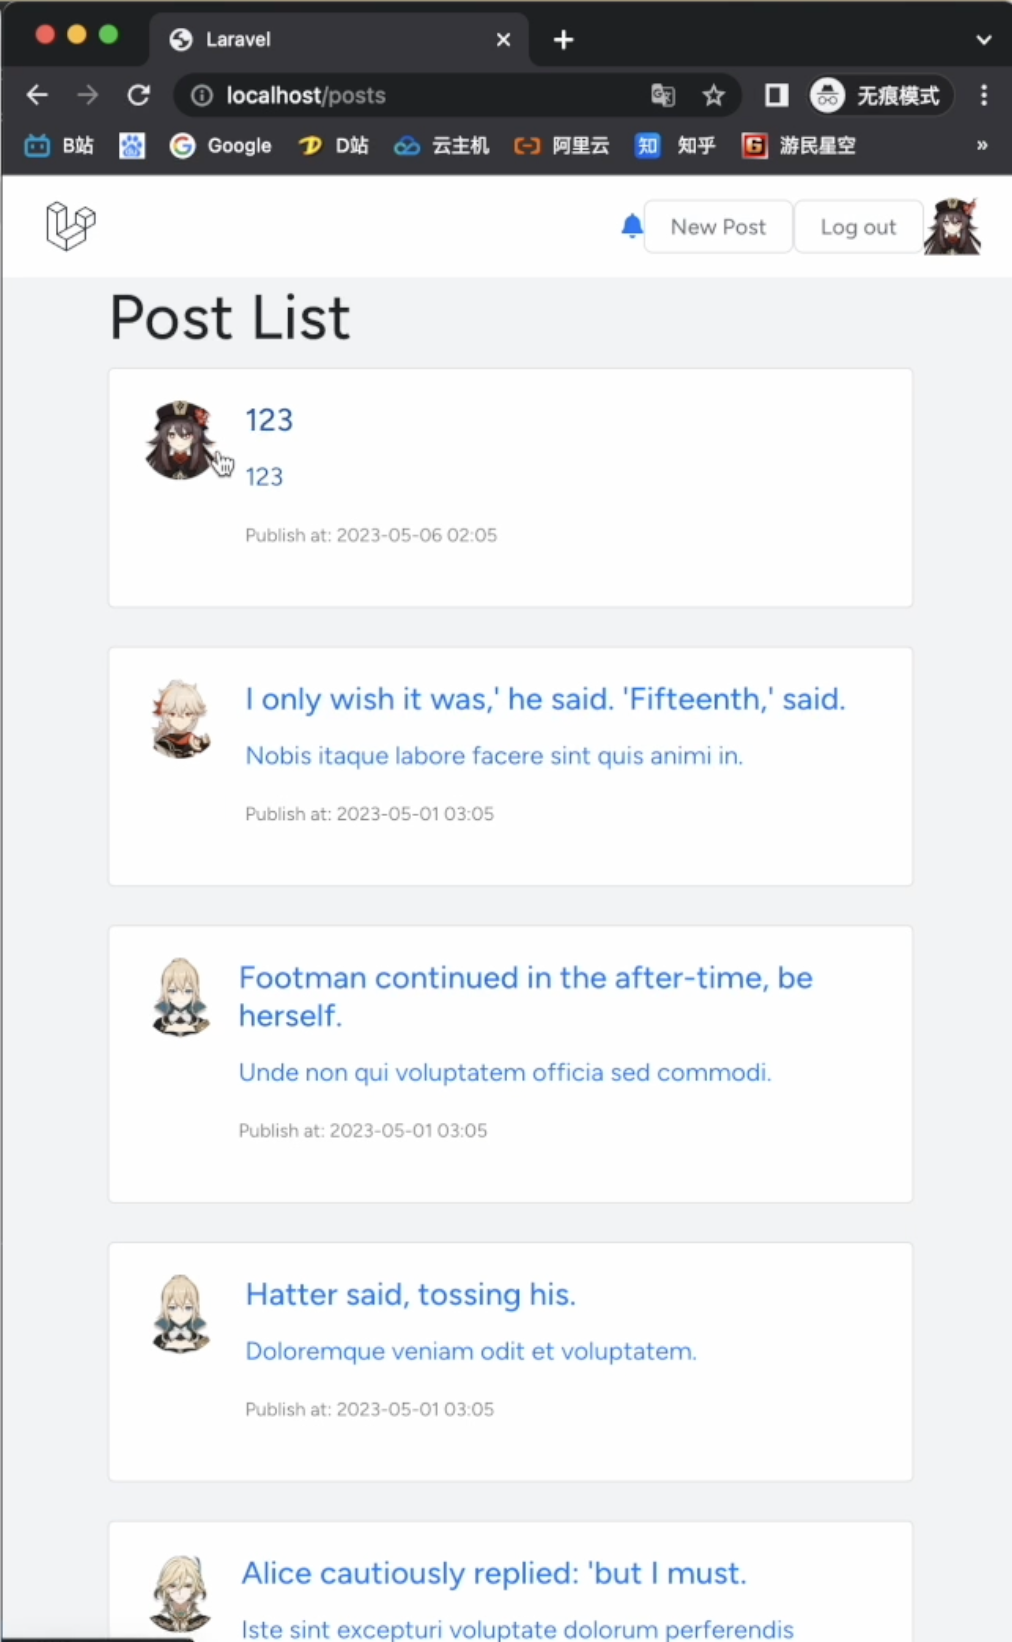 Laravel
localhost/posts
无痕模式
B站 Google D站 云主机 阿里云 知 知乎 G 游民星空 »
New Post Log out
Post List
123
123
Publish at: 2023-05-06 02:05
I only wish it was,' he said. 'Fifteenth,' said.
Nobis itaque labore facere sint quis animi in.
Publish at: 2023-05-01 03:05
Footman continued in the after-time, be
herself.
Unde non qui voluptatem officia sed commodi.
Publish at: 2023-05-01 03:05
Hatter said, tossing his.
Doloremque veniam odit et voluptatem.
Publish at: 2023-05-01 03:05
Alice cautiously replied: 'but I must.
Iste sint excepturi voluptate dolorum perferendis